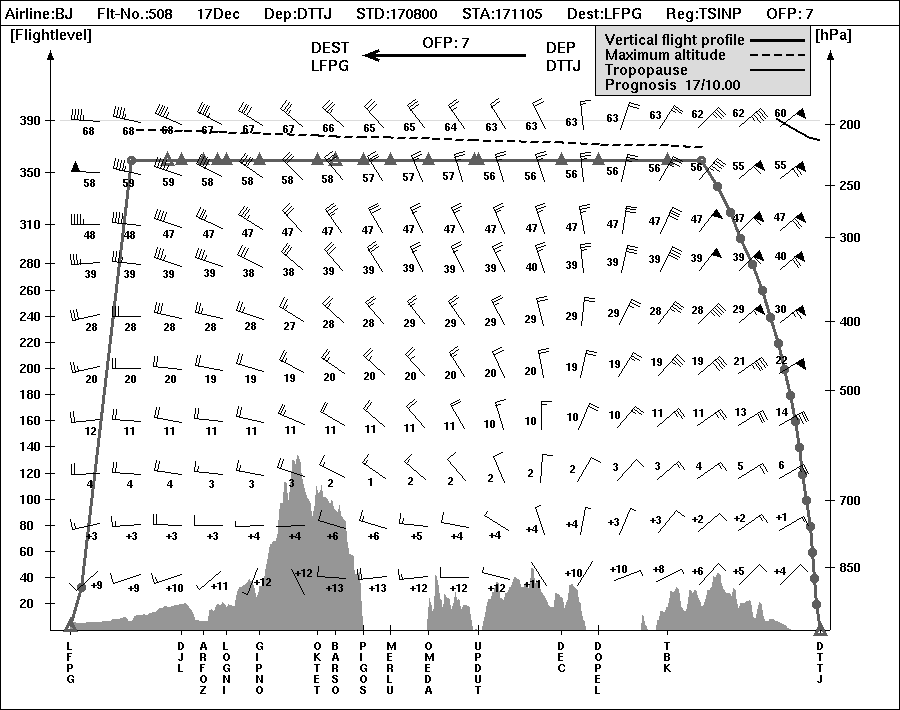 Airline:BJ Flt-No.:508 17Dec Dep:DTTJ STD:170800 STA:171105 Dest:LFPG Reg:TSINP OFP: 7
[Flightlevel] DEST OFP: 7 DEP [hPa]
LFPG DTTJ
Vertical flight profile
Maximum altitude
Tropopause
Prognosis 17/10.00
390 68 68 68 67 67 67 66 65 65 64 63 63 63 63 63 62 62 60 200
350 58 59 59 58 58 58 58 57 57 57 56 56 56 56 56 56 55 55 250
310 48 48 47 47 47 47 47 47 47 47 47 47 47 47 47 47 47 47 300
280 39 39 39 39 38 38 39 39 39 39 39 40 39 39 39 39 39 40
260
240 28 28 28 28 28 27 28 28 29 29 29 29 29 29 28 28 29 30 400
220
200 20 20 20 19 19 19 20 20 20 20 20 20 19 19 19 19 21 22 500
180
160 12 11 11 11 11 11 11 11 11 11 10 10 10 10 11 11 13 14
140
120 4 4 4 3 3 3 2 1 2 2 2 2 2 3 3 4 5 6
100 700
80 +3 +3 +3 +3 +4 +4 +6 +6 +5 +4 +4 +4 +4 +3 +3 +2 +2 +1
60 850
40 +9 +9 +10 +11 +12 +12 +13 +13 +12 +12 +12 +11 +10 +10 +8 +6 +5 +4
20
LFPG
DJL
ARFOZ
LOGNI
GIPNO
OKTET
BARSO
PIGOS
MERLU
OMEDA
UPDUT
DEC
DOPEL
TBK
DTTJ